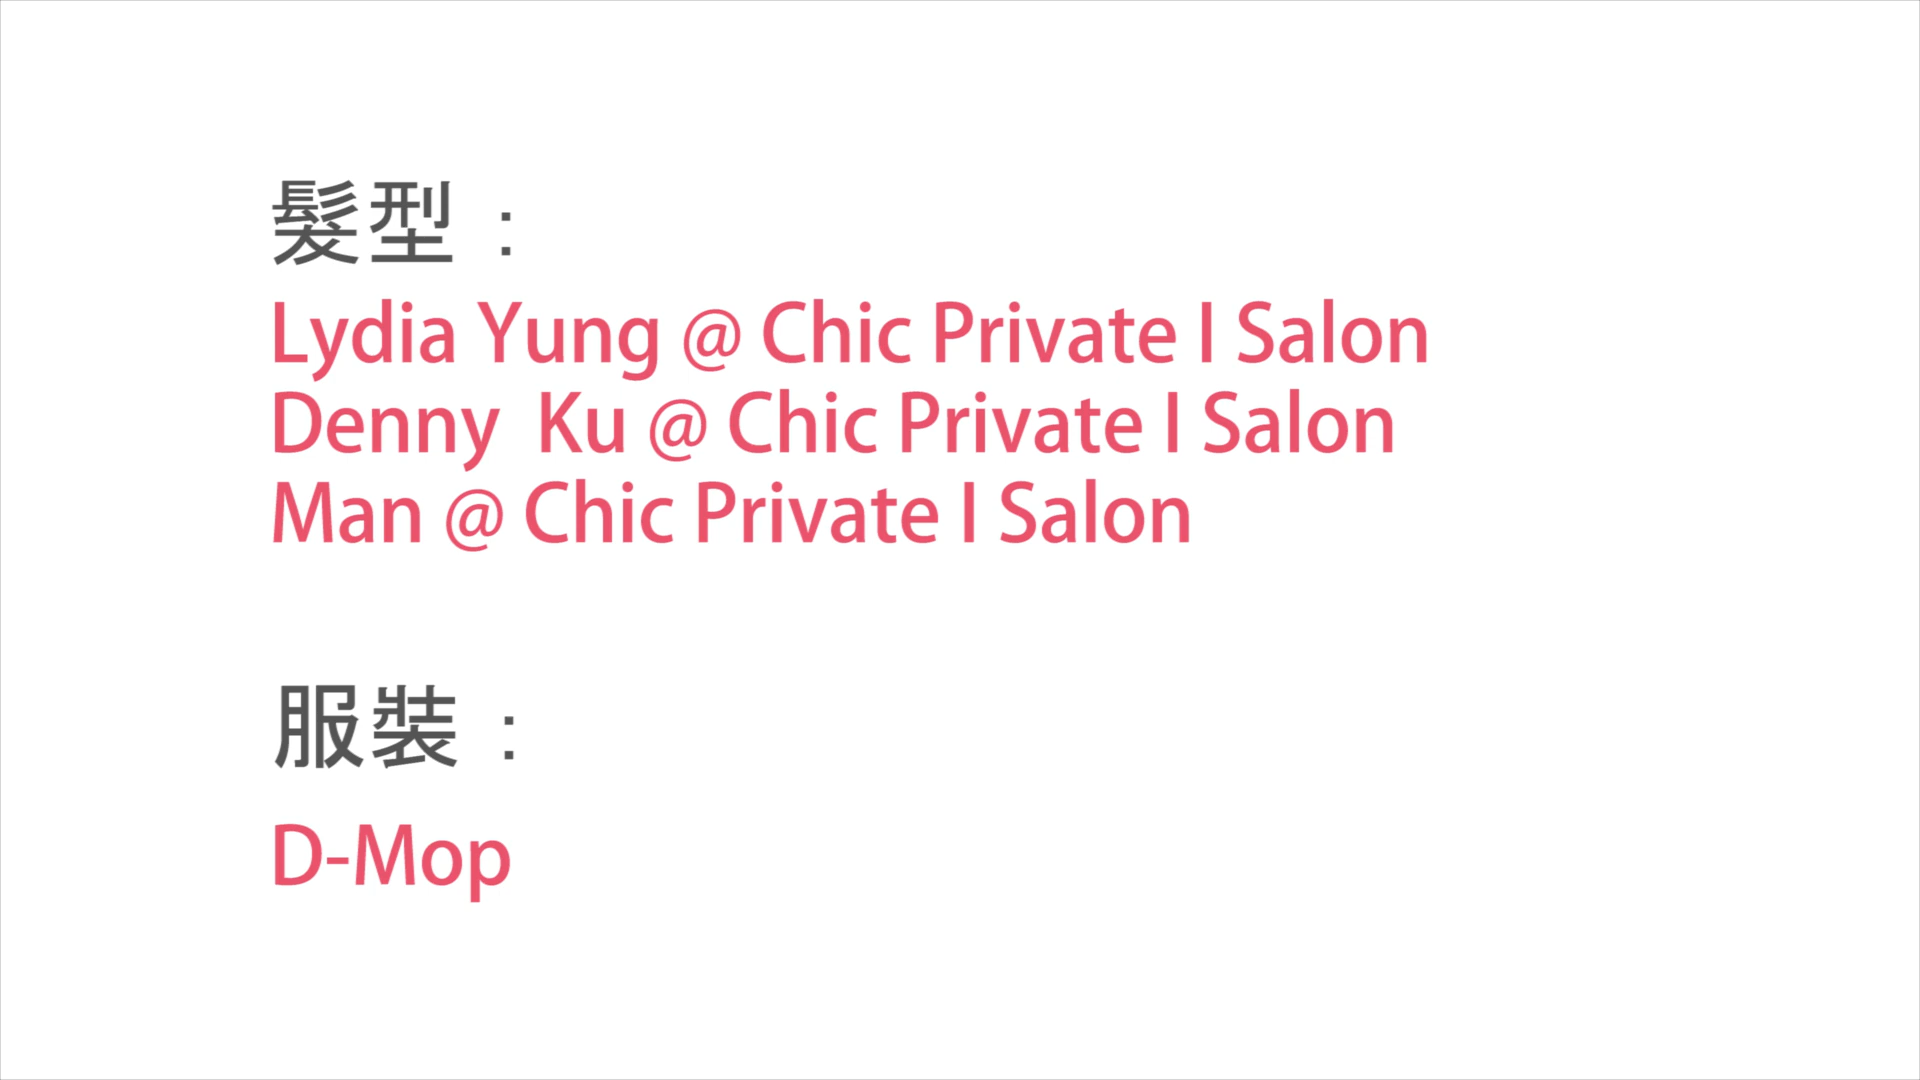 髮型：
Lydia Yung @ Chic Private I Salon
Denny  Ku @ Chic Private I Salon
Man @ Chic Private I Salon
服裝：
D-Mop